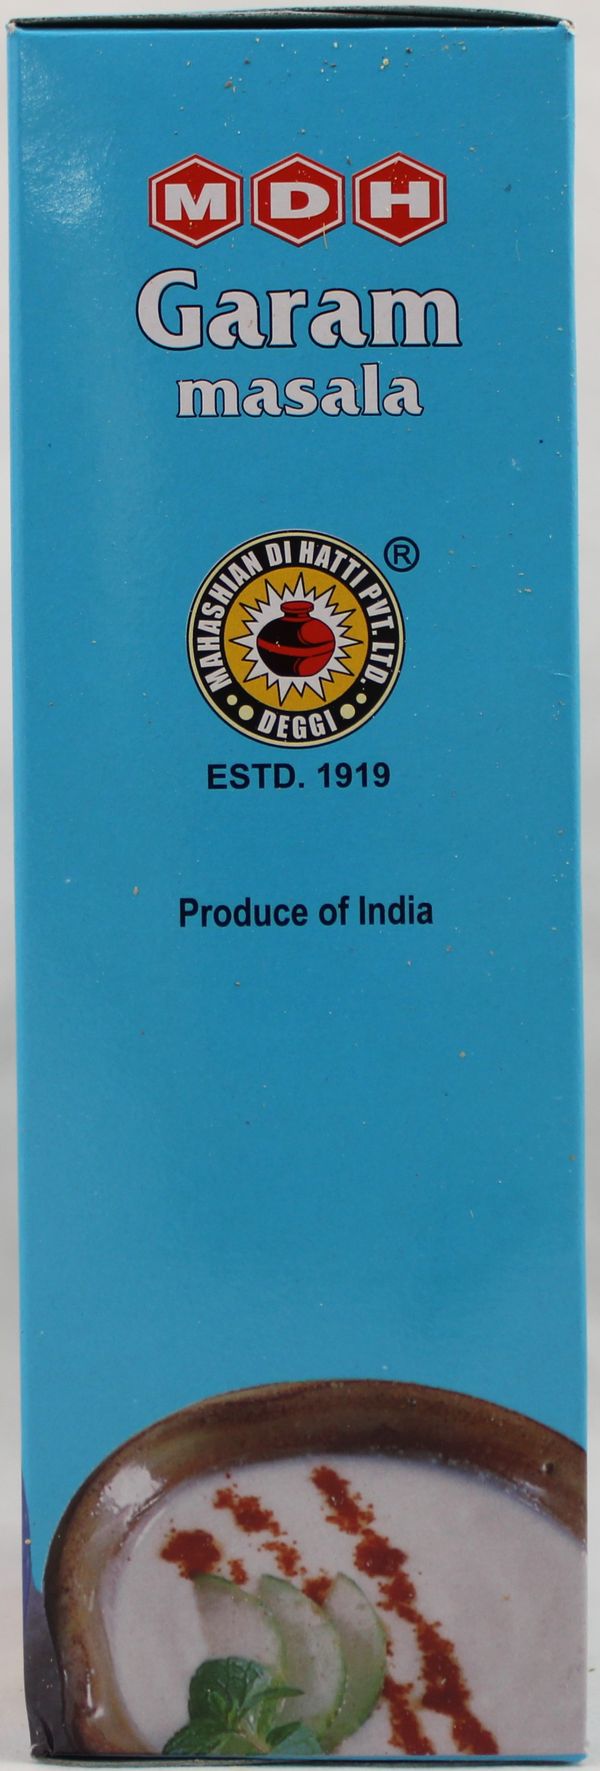 MDH
Garam
masala
MAHASHIAN DI HATTI PVT. LTD.
®
DEGGI
ESTD. 1919
Produce of India